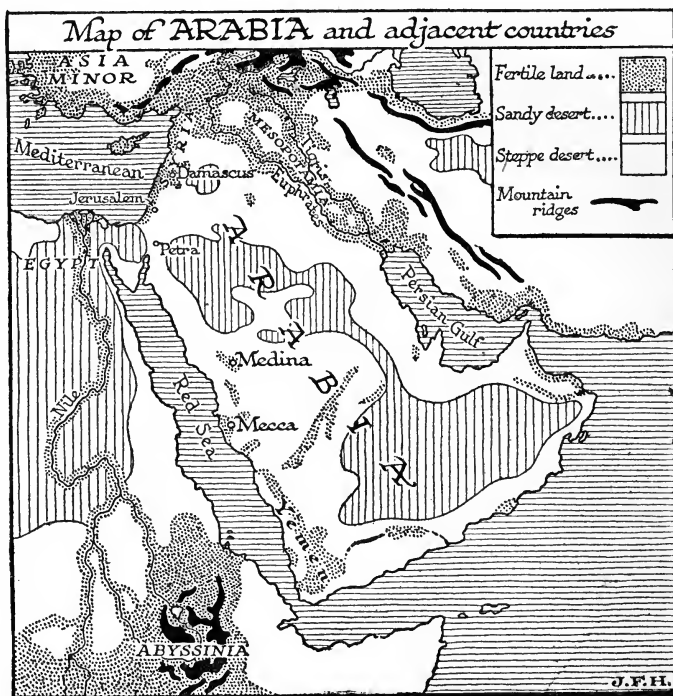 Map of ARABIA and adjacent countries
ASIA
MINOR
Fertile land ....
Sandy desert ....
Steppe desert ....
Mountain
ridges
Mediterranean
SYRIA
MESOPOTAMIA
Tigris
Euphrates
Damascus
Jerusalem
EGYPT
Petra
ARABIA
Persian Gulf
Medina
Red Sea
Nile
Mecca
Yemen
ABYSSINIA
J.F.H.